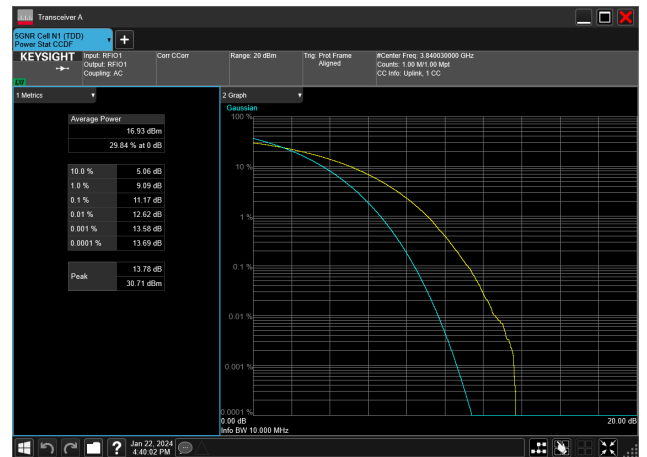 Transceiver A
5GNR Cell N1 (TDD)
Power Stat CCDF
KEYSIGHT
Input: RFIO1
Output: RFIO1
Coupling: AC
Corr CCorr
Range: 20 dBm
Trig: Prot Frame
Aligned
#Center Freq: 3.840030000 GHz
Counts: 1.00 M/1.00 Mpt
CC Info: Uplink, 1 CC
LXI
1 Metrics
Average Power
16.93 dBm
29.84 % at 0 dB
10.0 % 5.06 dB
1.0 % 9.09 dB
0.1 % 11.17 dB
0.01 % 12.62 dB
0.001 % 13.58 dB
0.0001 % 13.69 dB
Peak
13.78 dB
30.71 dBm
2 Graph
Gaussian
100 %
10 %
1 %
0.1 %
0.01 %
0.001 %
0.0001 %
0.00 dB
20.00 dB
Info BW 10.000 MHz
Jan 22, 2024
4:40:02 PM